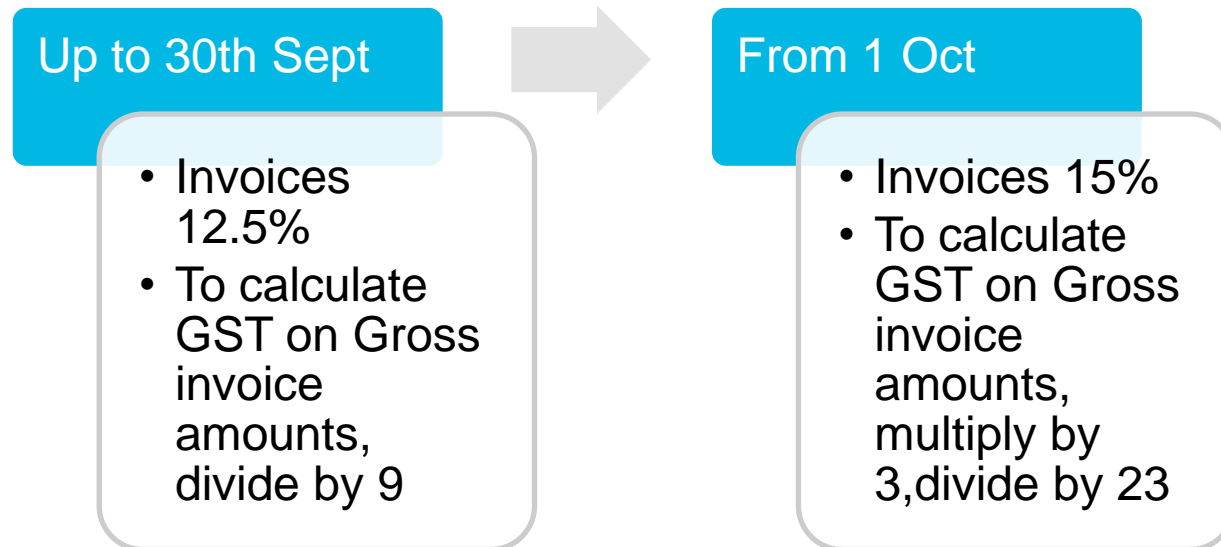 Up to 30th Sept
• Invoices
12.5%
• To calculate
GST on Gross
invoice
amounts,
divide by 9
From 1 Oct
• Invoices 15%
• To calculate
GST on Gross
invoice
amounts,
multiply by
3,divide by 23